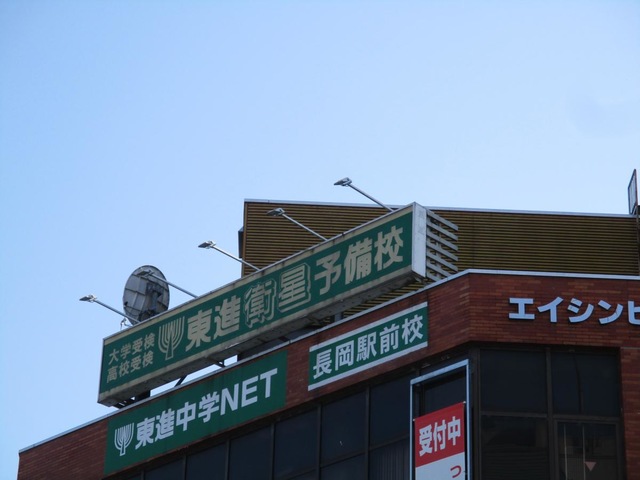 大学受検
高校受検
東進衛星予備校
東進中学NET
長岡駅前校
エイシンビ
受付中